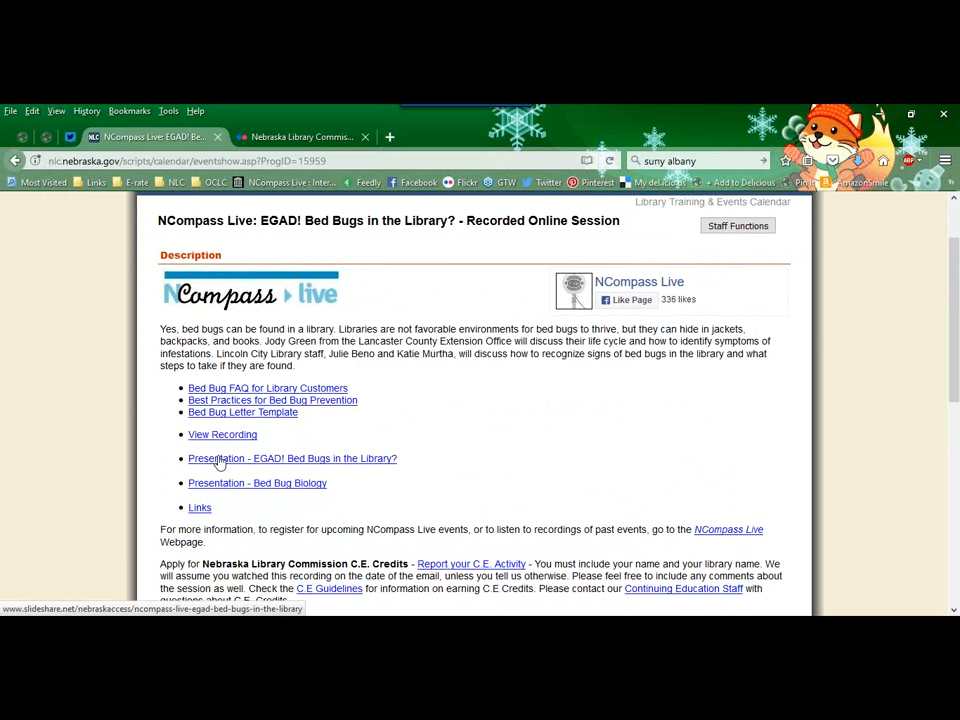 File Edit View History Bookmarks Tools Help
NCompass Live: EGAD! Be... Nebraska Library Commiss...
nlc.nebraska.gov/scripts/calendar/eventshow.asp?ProgID=15959 suny albany
Most Visited Links E-rate NLC OCLC NCompass Live : Inter... Feedly Facebook Flickr GTW Twitter Pinterest My delicious + Add to Delicious Pin It AmazonSmile
Library Training & Events Calendar
NCompass Live: EGAD! Bed Bugs in the Library? - Recorded Online Session
Staff Functions
Description
NCompass live
NCompass Live
Like Page 336 likes
Yes, bed bugs can be found in a library. Libraries are not favorable environments for bed bugs to thrive, but they can hide in jackets,
backpacks, and books. Jody Green from the Lancaster County Extension Office will discuss their life cycle and how to identify symptoms of
infestations. Lincoln City Library staff, Julie Beno and Katie Murtha, will discuss how to recognize signs of bed bugs in the library and what
steps to take if they are found.
• Bed Bug FAQ for Library Customers
• Best Practices for Bed Bug Prevention
• Bed Bug Letter Template
• View Recording
• Presentation - EGAD! Bed Bugs in the Library?
• Presentation - Bed Bug Biology
• Links
For more information, to register for upcoming NCompass Live events, or to listen to recordings of past events, go to the NCompass Live
Webpage.
Apply for Nebraska Library Commission C.E. Credits - Report your C.E. Activity - You must include your name and your library name. We
will assume you watched this recording on the date of the email, unless you tell us otherwise. Please feel free to include any comments about
the session as well. Check the C.E Guidelines for information on earning C.E Credits. Please contact our Continuing Education Staff with
questions about C.E. Credits.
www.slideshare.net/nebraskaccess/ncompass-live-egad-bed-bugs-in-the-library